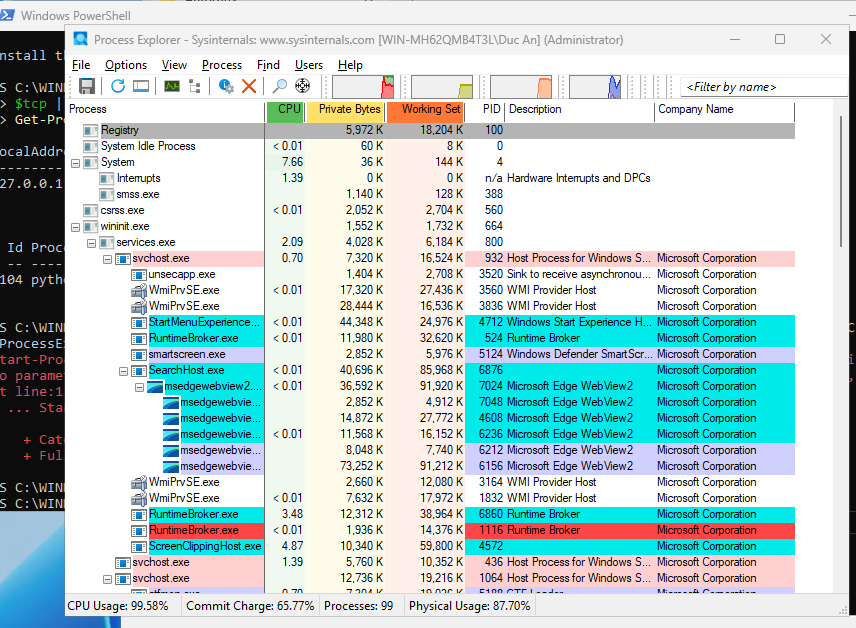 Windows PowerShell
Process Explorer - Sysinternals: www.sysinternals.com [WIN-MH62QMB4T3L\Duc An] (Administrator)
File Options View Process Find Users Help
<Filter by name>
Process CPU Private Bytes Working Set PID Description Company Name
Registry 5,972 K 18,204 K 100
System Idle Process < 0.01 60 K 8 K 0
System 7.66 36 K 144 K 4
Interrupts 1.39 0 K 0 K n/a Hardware Interrupts and DPCs
smss.exe 1,140 K 128 K 388
csrss.exe < 0.01 2,052 K 2,704 K 560
wininit.exe 1,552 K 1,732 K 664
services.exe 2.09 4,028 K 6,184 K 800
svchost.exe 0.70 7,320 K 16,524 K 932 Host Process for Windows S... Microsoft Corporation
unsecapp.exe 1,404 K 2,708 K 3520 Sink to receive asynchronou... Microsoft Corporation
WmiPrvSE.exe < 0.01 17,320 K 27,436 K 3560 WMI Provider Host Microsoft Corporation
WmiPrvSE.exe 28,444 K 16,536 K 3836 WMI Provider Host Microsoft Corporation
StartMenuExperience... < 0.01 44,348 K 24,976 K 4712 Windows Start Experience H... Microsoft Corporation
RuntimeBroker.exe < 0.01 11,980 K 32,620 K 524 Runtime Broker Microsoft Corporation
smartscreen.exe 2,852 K 5,976 K 5124 Windows Defender SmartScr... Microsoft Corporation
SearchHost.exe < 0.01 40,696 K 85,968 K 6876 Microsoft Corporation
msedgewebview2.... < 0.01 36,592 K 91,920 K 7024 Microsoft Edge WebView2 Microsoft Corporation
msedgewebvie... 2,852 K 4,912 K 7048 Microsoft Edge WebView2 Microsoft Corporation
msedgewebvie... 14,872 K 27,772 K 4608 Microsoft Edge WebView2 Microsoft Corporation
msedgewebvie... < 0.01 11,568 K 16,152 K 6236 Microsoft Edge WebView2 Microsoft Corporation
msedgewebvie... 8,048 K 7,740 K 6212 Microsoft Edge WebView2 Microsoft Corporation
msedgewebvie... 73,252 K 91,212 K 6156 Microsoft Edge WebView2 Microsoft Corporation
WmiPrvSE.exe 2,660 K 12,080 K 3164 WMI Provider Host Microsoft Corporation
WmiPrvSE.exe < 0.01 7,632 K 17,972 K 1832 WMI Provider Host Microsoft Corporation
RuntimeBroker.exe 3.48 12,312 K 38,964 K 6860 Runtime Broker Microsoft Corporation
RuntimeBroker.exe < 0.01 1,936 K 14,376 K 1116 Runtime Broker Microsoft Corporation
ScreenClippingHost.exe 4.87 10,340 K 59,800 K 4572 Microsoft Corporation
svchost.exe 1.39 5,760 K 10,352 K 436 Host Process for Windows S... Microsoft Corporation
svchost.exe 12,736 K 19,216 K 1064 Host Process for Windows S... Microsoft Corporation
CPU Usage: 99.58% Commit Charge: 65.77% Processes: 99 Physical Usage: 87.70%
nstall th
S C:\WIN
> $tcp |
> Get-Pr
ocalAddre
27.0.0.1
Id Proce
-- -----
104 pytho
S C:\WIN
ProcessEx
tart-Proc
o parame
t line:1
... Sta
+ Cate
+ Full
S C:\WIN
S C:\WIN